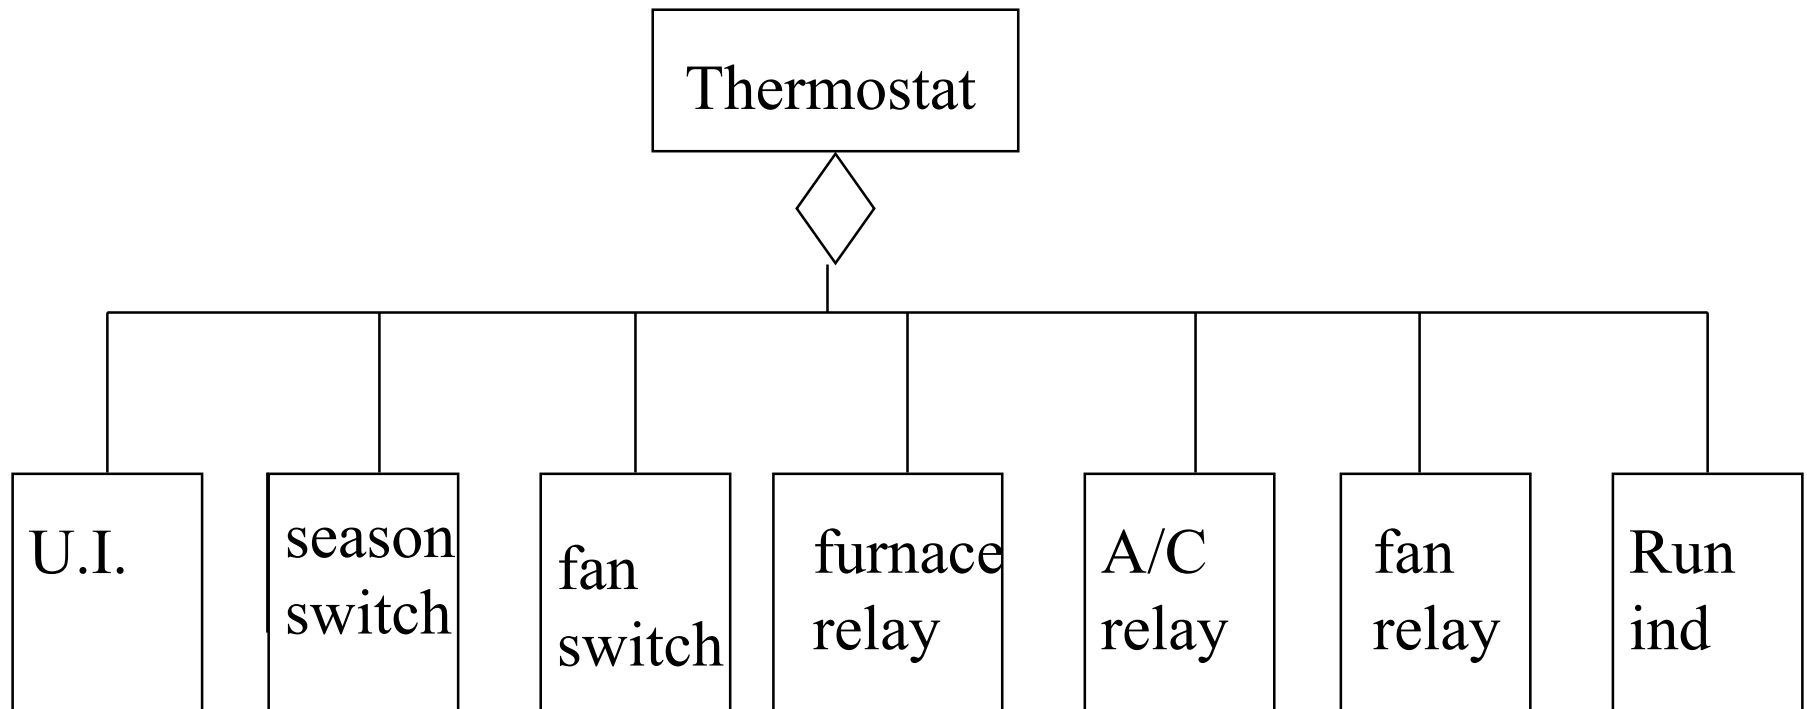 Thermostat
U.I.
season
switch
fan
switch
furnace
relay
A/C
relay
fan
relay
Run
ind